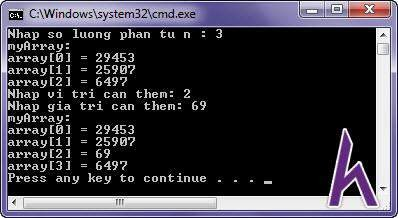 C:\Windows\system32\cmd.exe
Nhap so luong phan tu n : 3
myArray:
array[0] = 29453
array[1] = 25907
array[2] = 6497
Nhap vi tri can them: 2
Nhap gia tri can them: 69
myArray:
array[0] = 29453
array[1] = 25907
array[2] = 69
array[3] = 6497
Press any key to continue . . . _